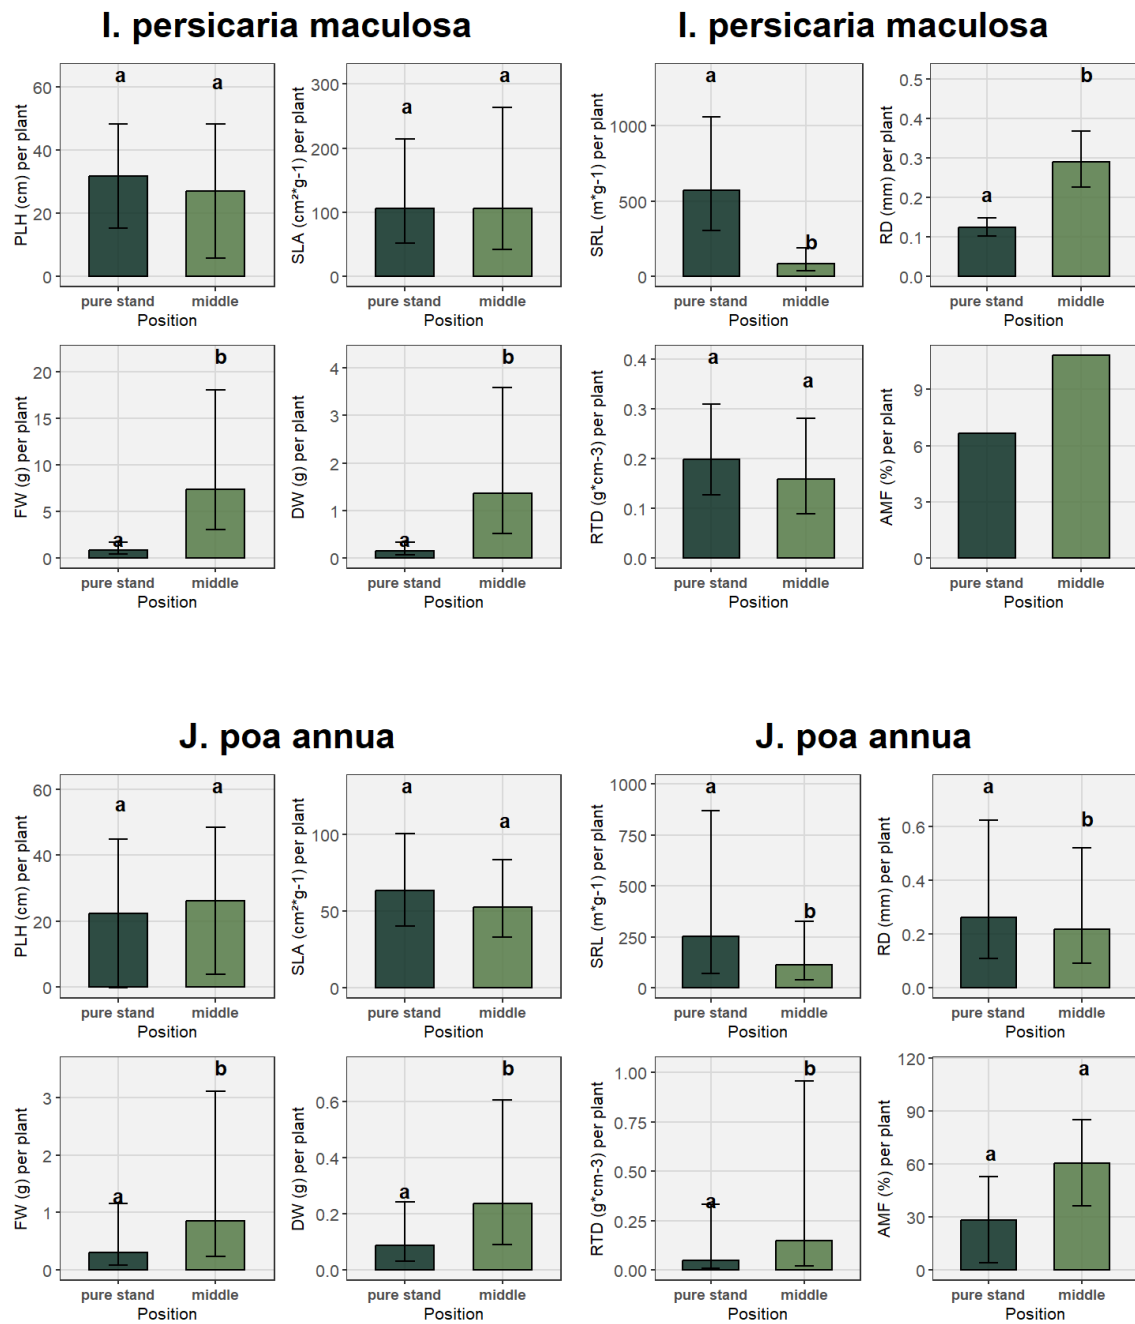 I. persicaria maculosa
PLH (cm) per plant
60
40
20
0
a
a
pure stand
middle
Position
SLA (cm²*g-1) per plant
300
200
100
0
a
a
pure stand
middle
Position
FW (g) per plant
20
15
10
5
0
a
b
pure stand
middle
Position
DW (g) per plant
4
3
2
1
0
a
b
pure stand
middle
Position
I. persicaria maculosa
SRL (m*g-1) per plant
1000
500
0
a
b
pure stand
middle
Position
RD (mm) per plant
0.5
0.4
0.3
0.2
0.1
0.0
a
b
pure stand
middle
Position
RTD (g*cm-3) per plant
0.4
0.3
0.2
0.1
0.0
a
a
pure stand
middle
Position
AMF (%) per plant
9
6
3
0
pure stand
middle
Position
J. poa annua
PLH (cm) per plant
60
40
20
0
a
a
pure stand
middle
Position
SLA (cm²*g-1) per plant
100
50
0
a
a
pure stand
middle
Position
FW (g) per plant
3
2
1
0
a
b
pure stand
middle
Position
DW (g) per plant
0.6
0.4
0.2
0.0
a
b
pure stand
middle
Position
J. poa annua
SRL (m*g-1) per plant
1000
750
500
250
0
a
b
pure stand
middle
Position
RD (mm) per plant
0.6
0.4
0.2
0.0
a
b
pure stand
middle
Position
RTD (g*cm-3) per plant
1.00
0.75
0.50
0.25
0.00
a
b
pure stand
middle
Position
AMF (%) per plant
120
90
60
30
0
a
a
pure stand
middle
Position